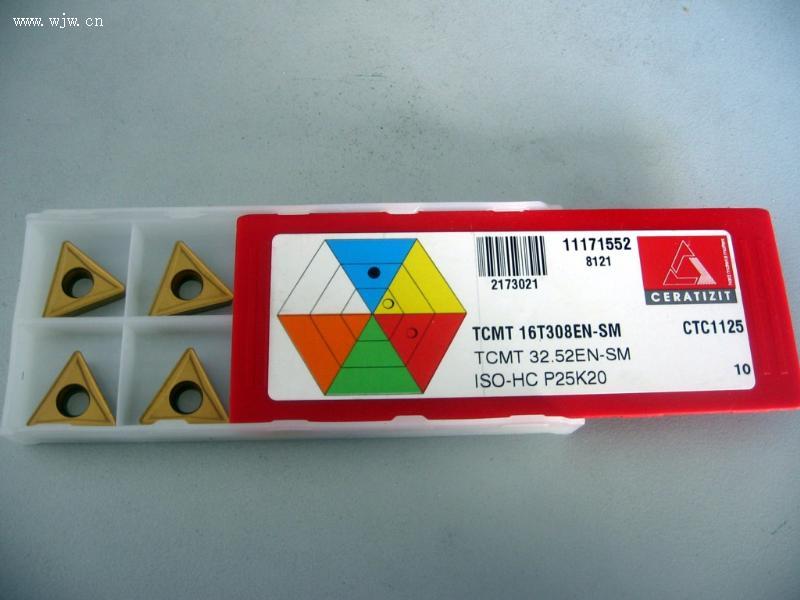 www.wjw.cn
11171552
8121
2173021
CERATIZIT
TCMT 16T308EN-SM
CTC1125
TCMT 32.52EN-SM
ISO-HC P25K20
10